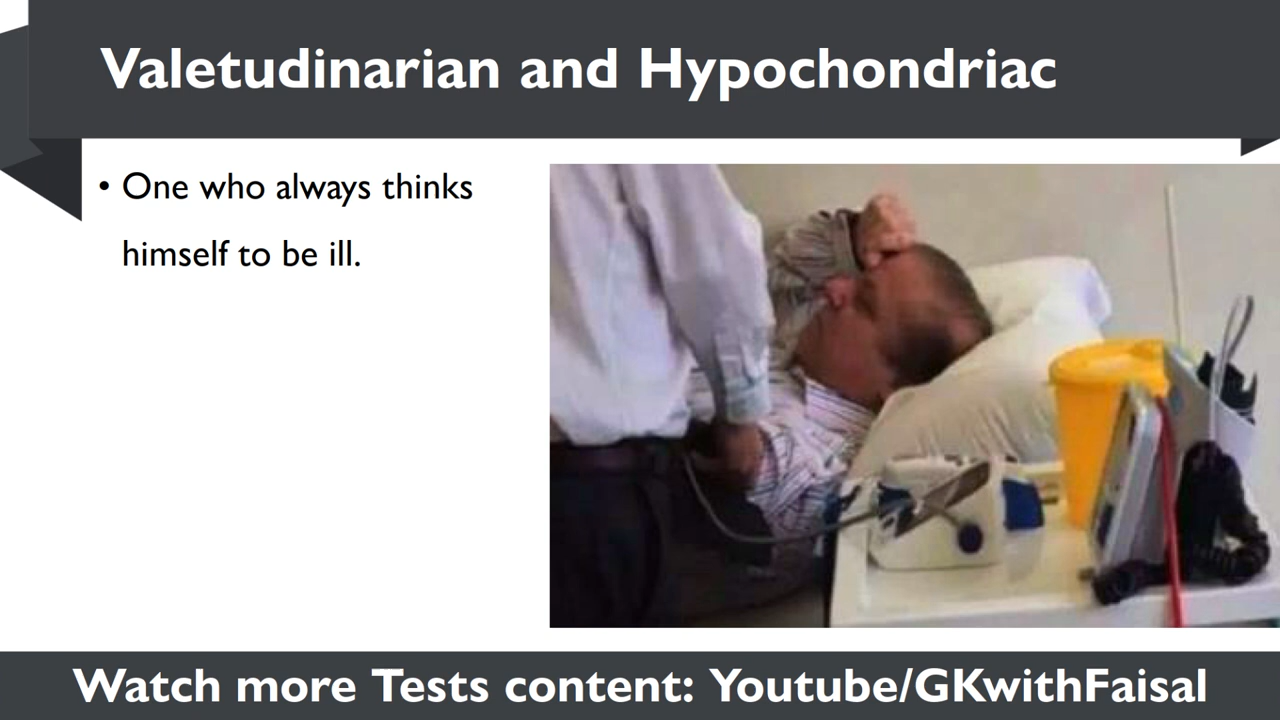 Valetudinarian and Hypochondriac
• One who always thinks
himself to be ill.
Watch more Tests content: Youtube/GKwithFaisal